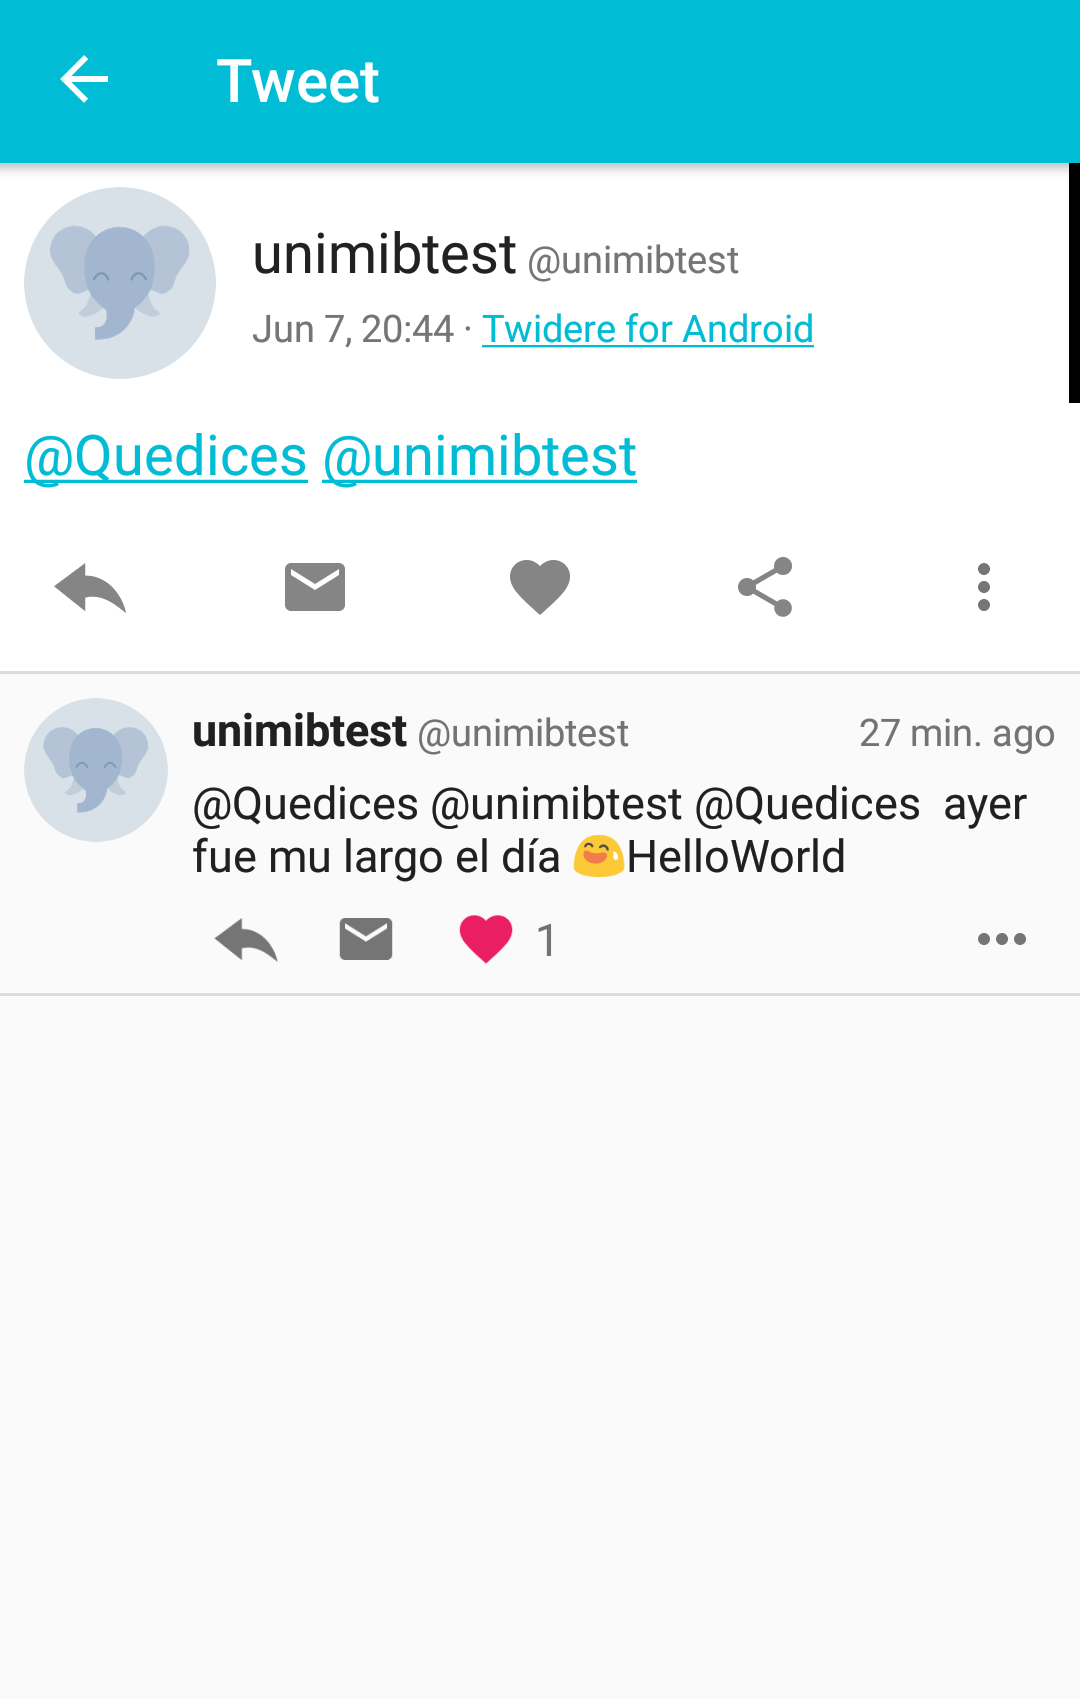 Tweet
unimibtest @unimibtest
Jun 7, 20:44 · Twidere for Android
@Quedices @unimibtest
unimibtest @unimibtest 27 min. ago
@Quedices @unimibtest @Quedices  ayer
fue mu largo el día 😅HelloWorld
1